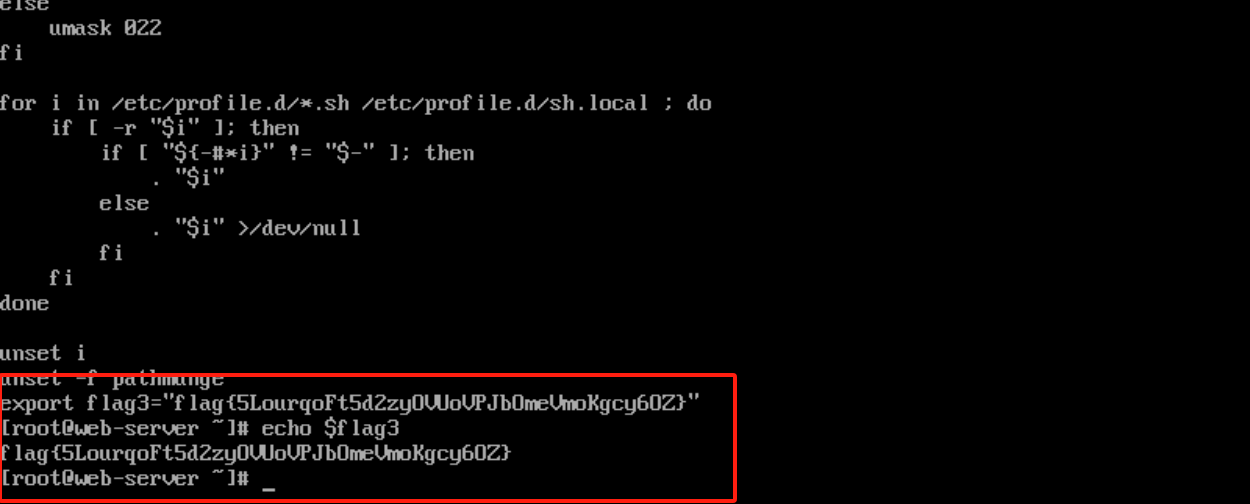 else
    umask 022
fi
for i in /etc/profile.d/*.sh /etc/profile.d/sh.local ; do
    if [ -r "$i" ]; then
        if [ "${-#*i}" != "$-" ]; then
            . "$i"
        else
            . "$i" >/dev/null
        fi
    fi
done
unset i
unset -f pathmunge
export flag3="flag{5LourqoFt5d2zyOVUoVPJbOmeVmoKgcy6OZ}"
[root@web-server ~]# echo $flag3
flag{5LourqoFt5d2zyOVUoVPJbOmeVmoKgcy6OZ}
[root@web-server ~]# _